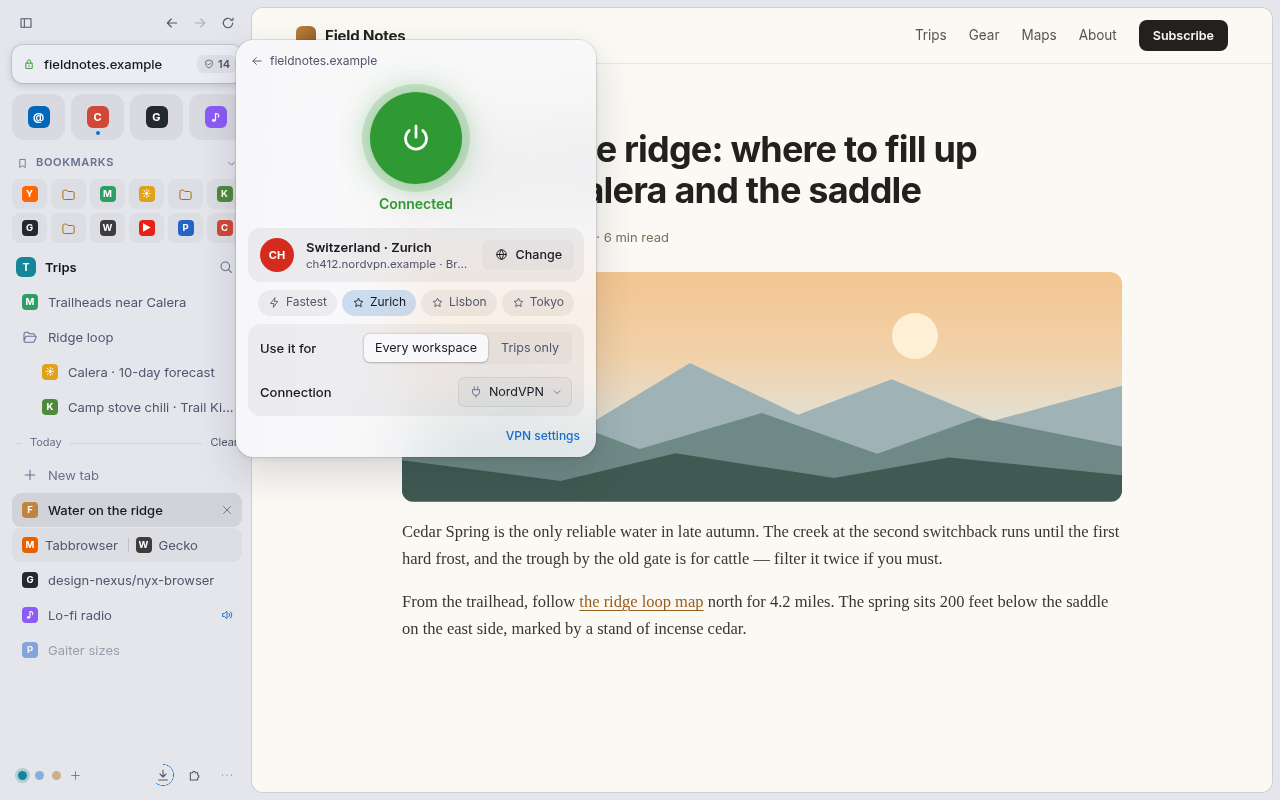 fieldnotes.example
14
@
C
G
BOOKMARKS
Y
M
K
G
W
P
C
T
Trips
M
Trailheads near Calera
Ridge loop
Calera · 10-day forecast
K
Camp stove chili · Trail Ki...
Today
Clear
New tab
F
Water on the ridge
M
Tabbrowser
W
Gecko
G
design-nexus/nyx-browser
Lo-fi radio
P
Gaiter sizes
fieldnotes.example
Connected
CH
Switzerland · Zurich
ch412.nordvpn.example · Br...
Change
Fastest
Zurich
Lisbon
Tokyo
Use it for
Every workspace
Trips only
Connection
NordVPN
VPN settings
Field Notes
Trips
Gear
Maps
About
Subscribe
ridge: where to fill up
and the saddle
· 6 min read
Cedar Spring is the only reliable water in late autumn. The creek at the second switchback runs until the first
hard frost, and the trough by the old gate is for cattle — filter it twice if you must.
From the trailhead, follow the ridge loop map north for 4.2 miles. The spring sits 200 feet below the saddle
on the east side, marked by a stand of incense cedar.